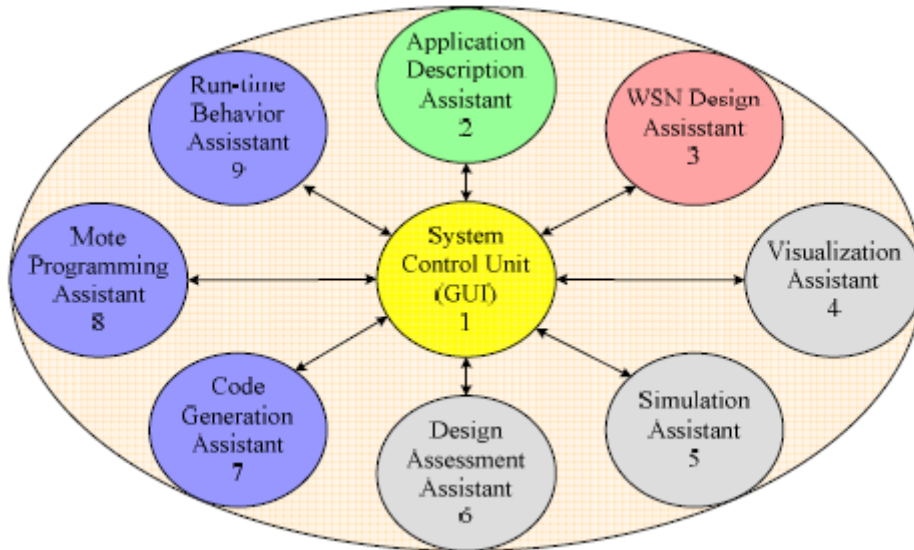 Application
Description
Assistant
2
WSN Design
Assisstant
3
Visualization
Assistant
4
Simulation
Assistant
5
Design
Assessment
Assistant
6
Code
Generation
Assistant
7
Mote
Programming
Assistant
8
Run-time
Behavior
Assisstant
9
System
Control Unit
(GUI)
1